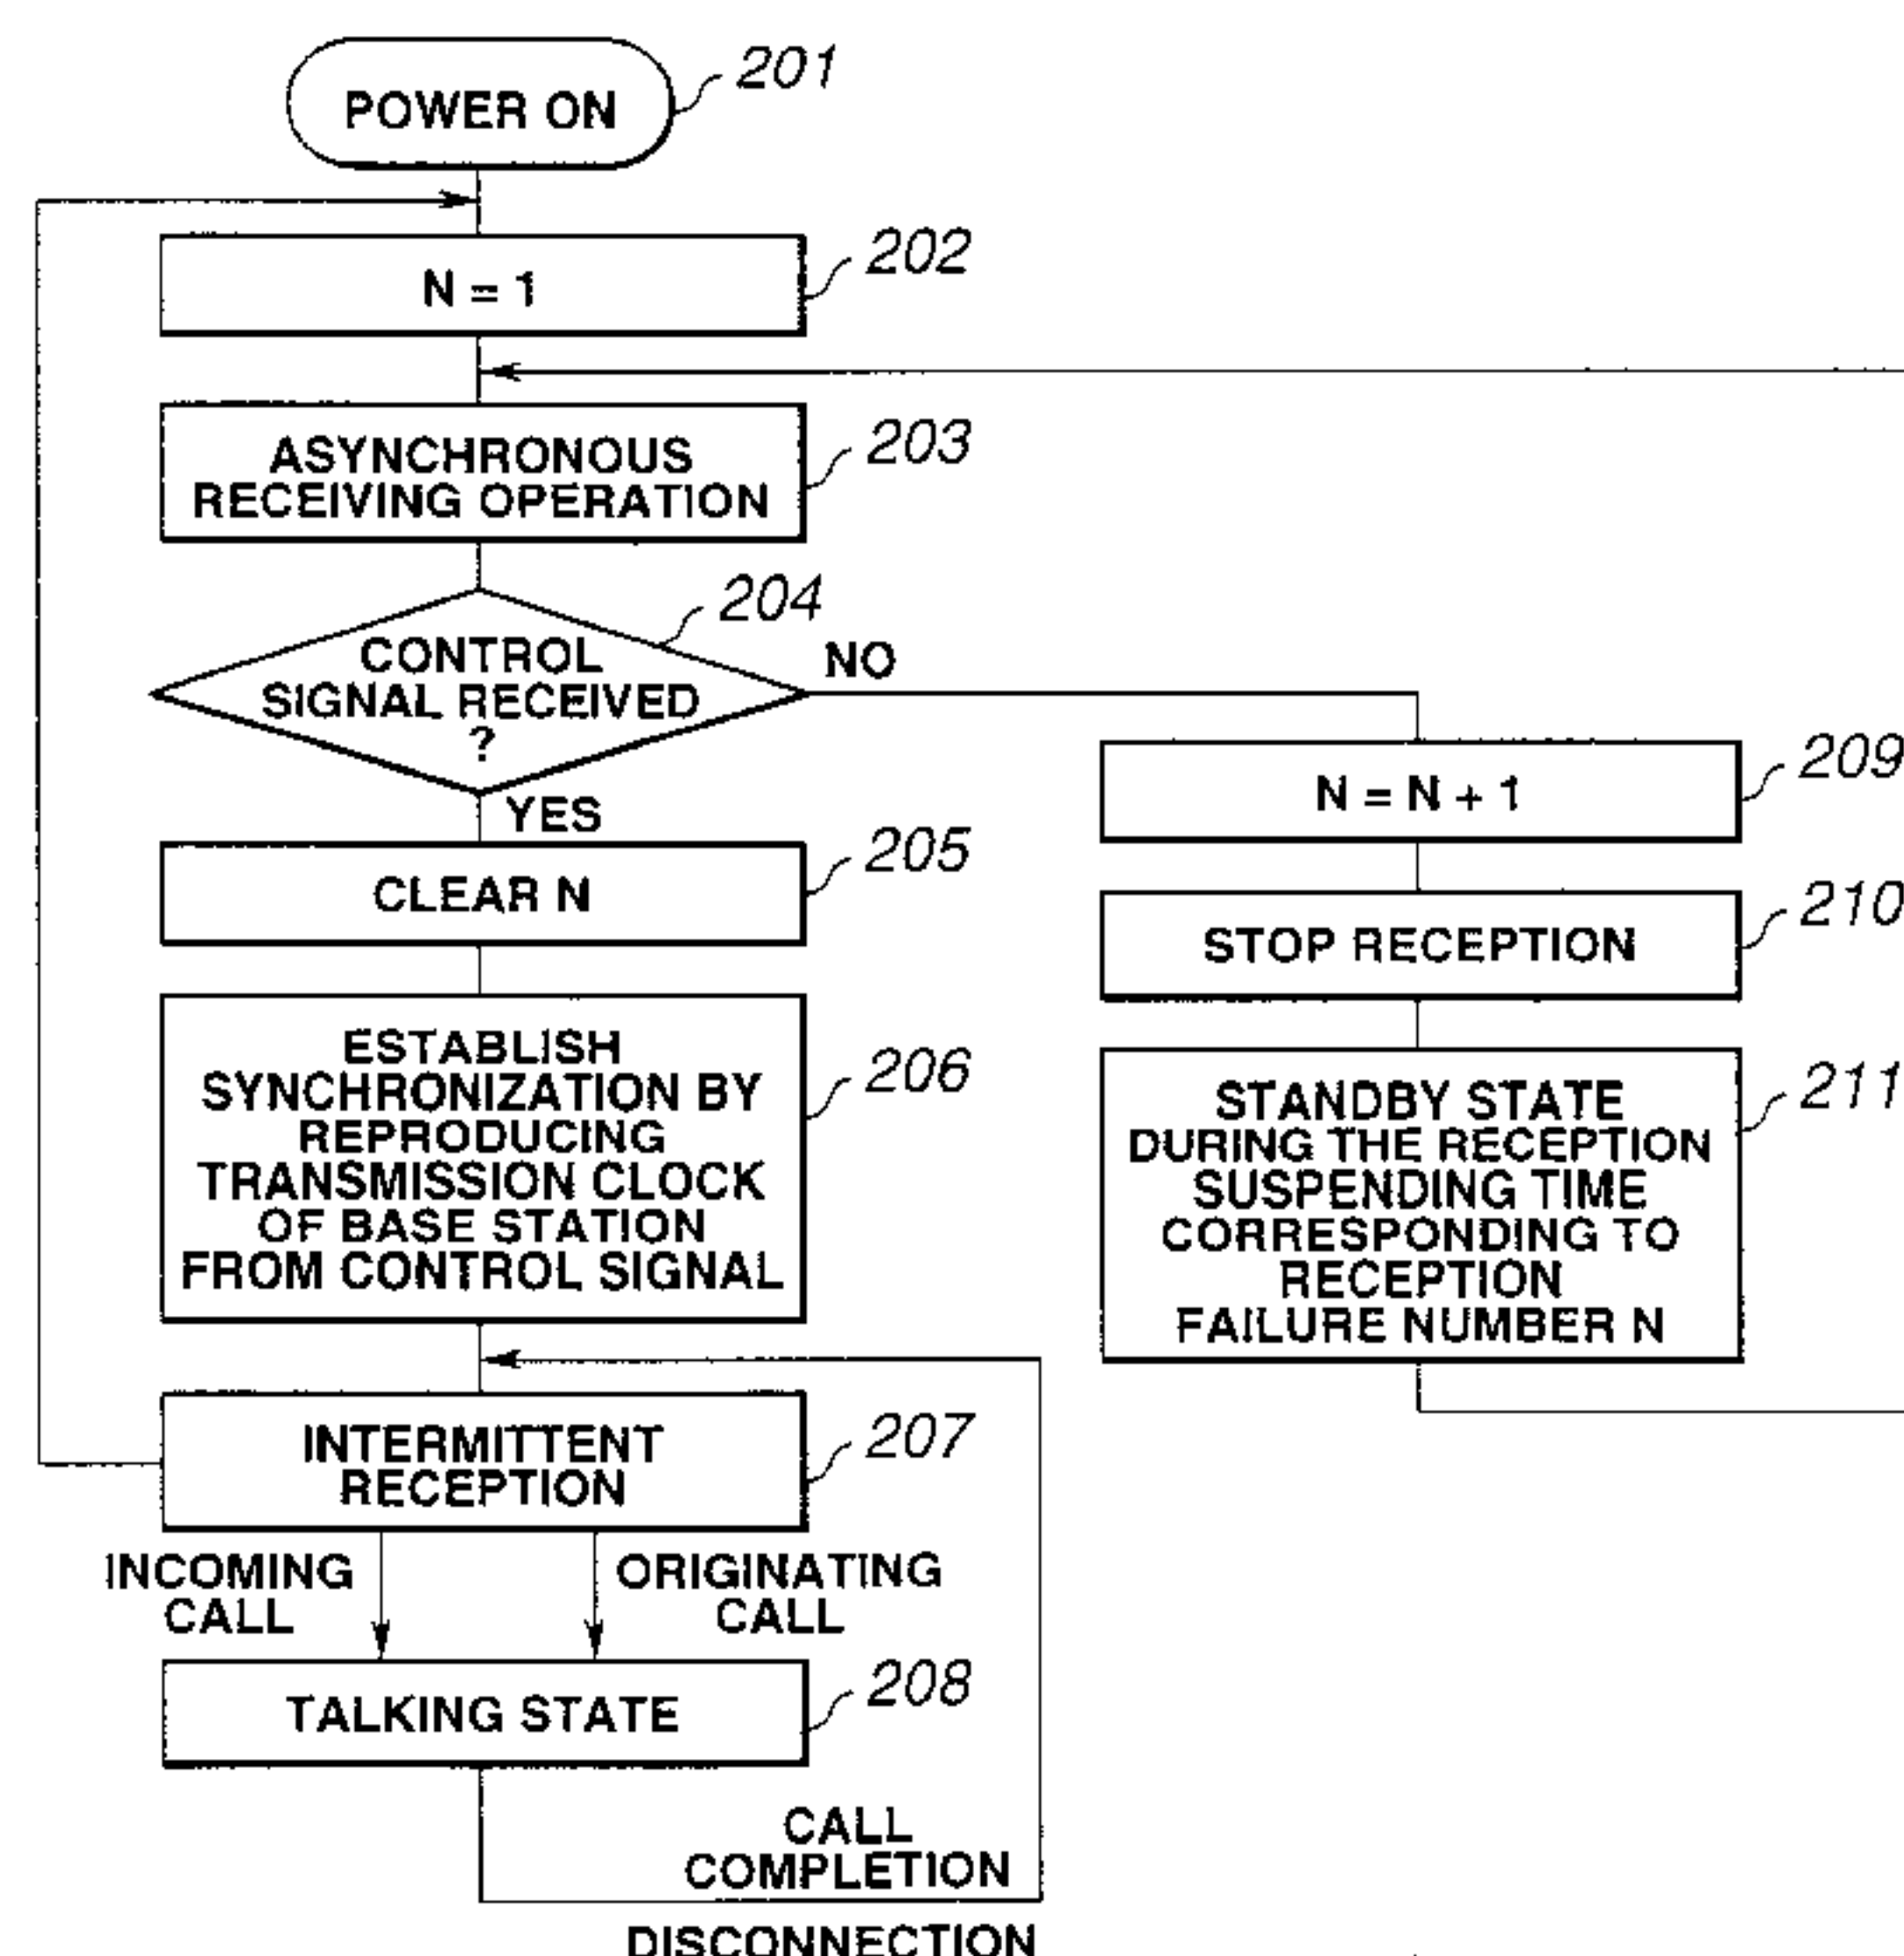 POWER ON
201
N = 1
202
ASYNCHRONOUS
RECEIVING OPERATION
203
CONTROL
SIGNAL RECEIVED
?
204
NO
YES
CLEAR N
205
ESTABLISH
SYNCHRONIZATION BY
REPRODUCING
TRANSMISSION CLOCK
OF BASE STATION
FROM CONTROL SIGNAL
206
INTERMITTENT
RECEPTION
207
INCOMING
CALL
ORIGINATING
CALL
TALKING STATE
208
CALL
COMPLETION
DISCONNECTION
N = N + 1
209
STOP RECEPTION
210
STANDBY STATE
DURING THE RECEPTION
SUSPENDING TIME
CORRESPONDING TO
RECEPTION
FAILURE NUMBER N
211